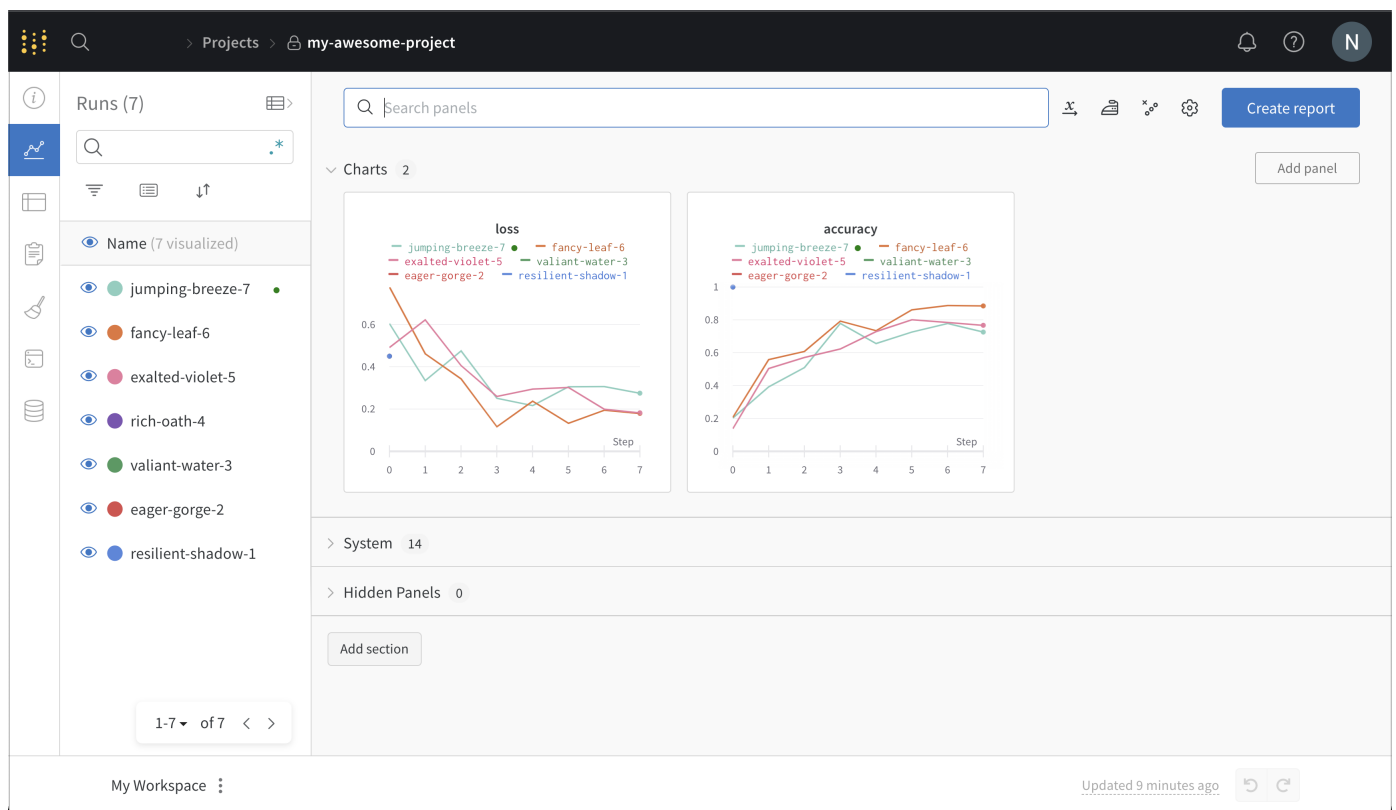 > Projects > my-awesome-project
N
Runs (7)
.*
Name (7 visualized)
jumping-breeze-7
fancy-leaf-6
exalted-violet-5
rich-oath-4
valiant-water-3
eager-gorge-2
resilient-shadow-1
1-7 of 7
Search panels
Create report
Charts 2
Add panel
loss
jumping-breeze-7 fancy-leaf-6
exalted-violet-5 valiant-water-3
eager-gorge-2 resilient-shadow-1
0.6
0.4
0.2
0
Step
0 1 2 3 4 5 6 7
accuracy
jumping-breeze-7 fancy-leaf-6
exalted-violet-5 valiant-water-3
eager-gorge-2 resilient-shadow-1
1
0.8
0.6
0.4
0.2
0
Step
0 1 2 3 4 5 6 7
System 14
Hidden Panels 0
Add section
My Workspace
Updated 9 minutes ago